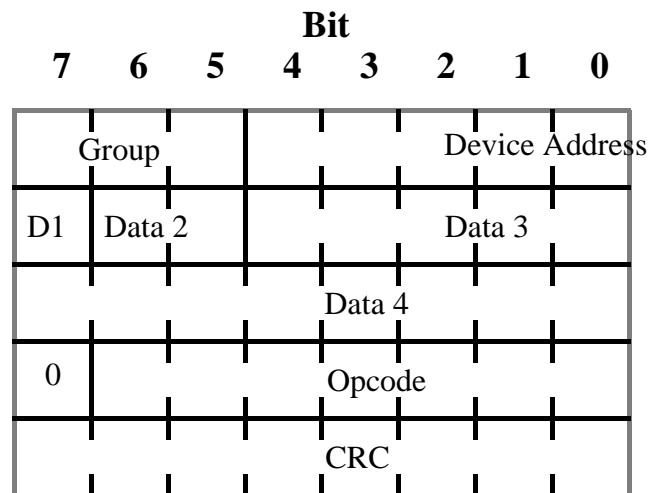 Bit
7 6 5 4 3 2 1 0
Group Device Address
D1 Data 2 Data 3
Data 4
0 Opcode
CRC